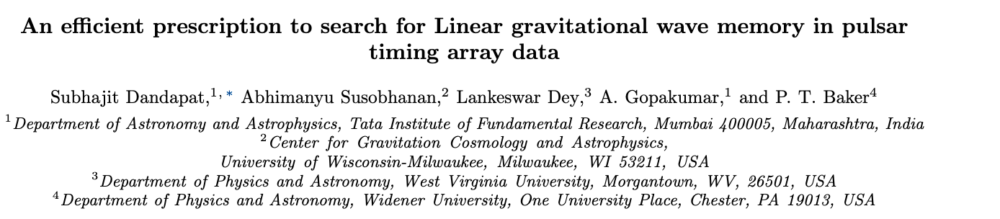 An efficient prescription to search for Linear gravitational wave memory in pulsar
timing array data
Subhajit Dandapat,1, * Abhimanyu Susobhanan,2 Lankeswar Dey,3 A. Gopakumar,1 and P. T. Baker4
1Department of Astronomy and Astrophysics, Tata Institute of Fundamental Research, Mumbai 400005, Maharashtra, India
2Center for Gravitation Cosmology and Astrophysics,
University of Wisconsin-Milwaukee, Milwaukee, WI 53211, USA
3Department of Physics and Astronomy, West Virginia University, Morgantown, WV, 26501, USA
4Department of Physics and Astronomy, Widener University, One University Place, Chester, PA 19013, USA